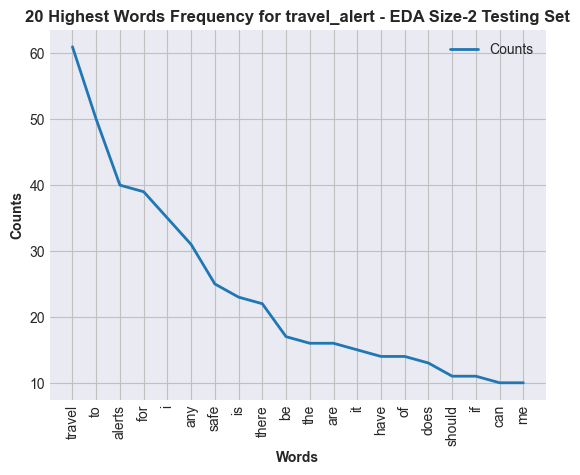 20 Highest Words Frequency for travel_alert - EDA Size-2 Testing Set
Counts
60
50
40
30
20
10
Counts
travel
to
alerts
for
i
any
safe
is
there
be
the
are
it
have
of
does
should
if
can
me
Words